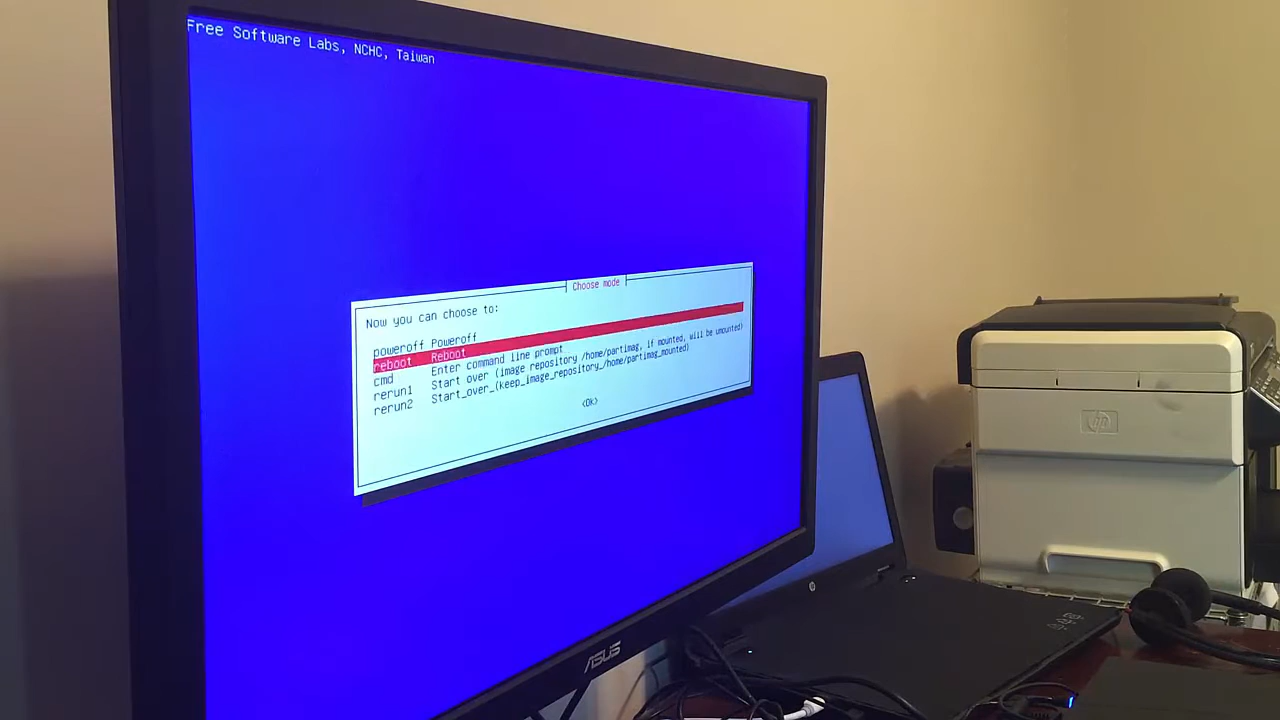 Free Software Labs, NCHC, Taiwan
Choose mode
Now you can choose to:
poweroff Poweroff
reboot Reboot
cmd Enter command line prompt
rerun1 Start over (image repository /home/partimag, if mounted, will be umounted)
rerun2 Start_over_(keep_image_repository_/home/partimag_mounted)
<Ok>
ASUS
hp
hp